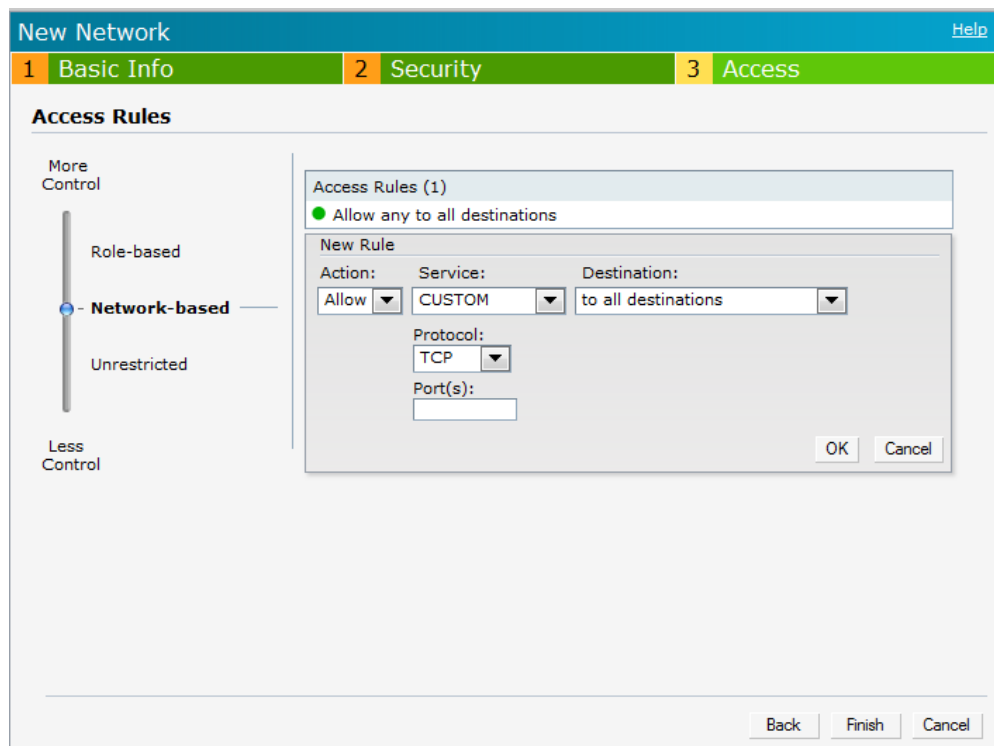 New Network Help
1 Basic Info 2 Security 3 Access
Access Rules
More
Control
Role-based
Network-based
Unrestricted
Less
Control
Access Rules (1)
Allow any to all destinations
New Rule
Action: Service: Destination:
Allow CUSTOM to all destinations
Protocol:
TCP
Port(s):
OK Cancel
Back Finish Cancel